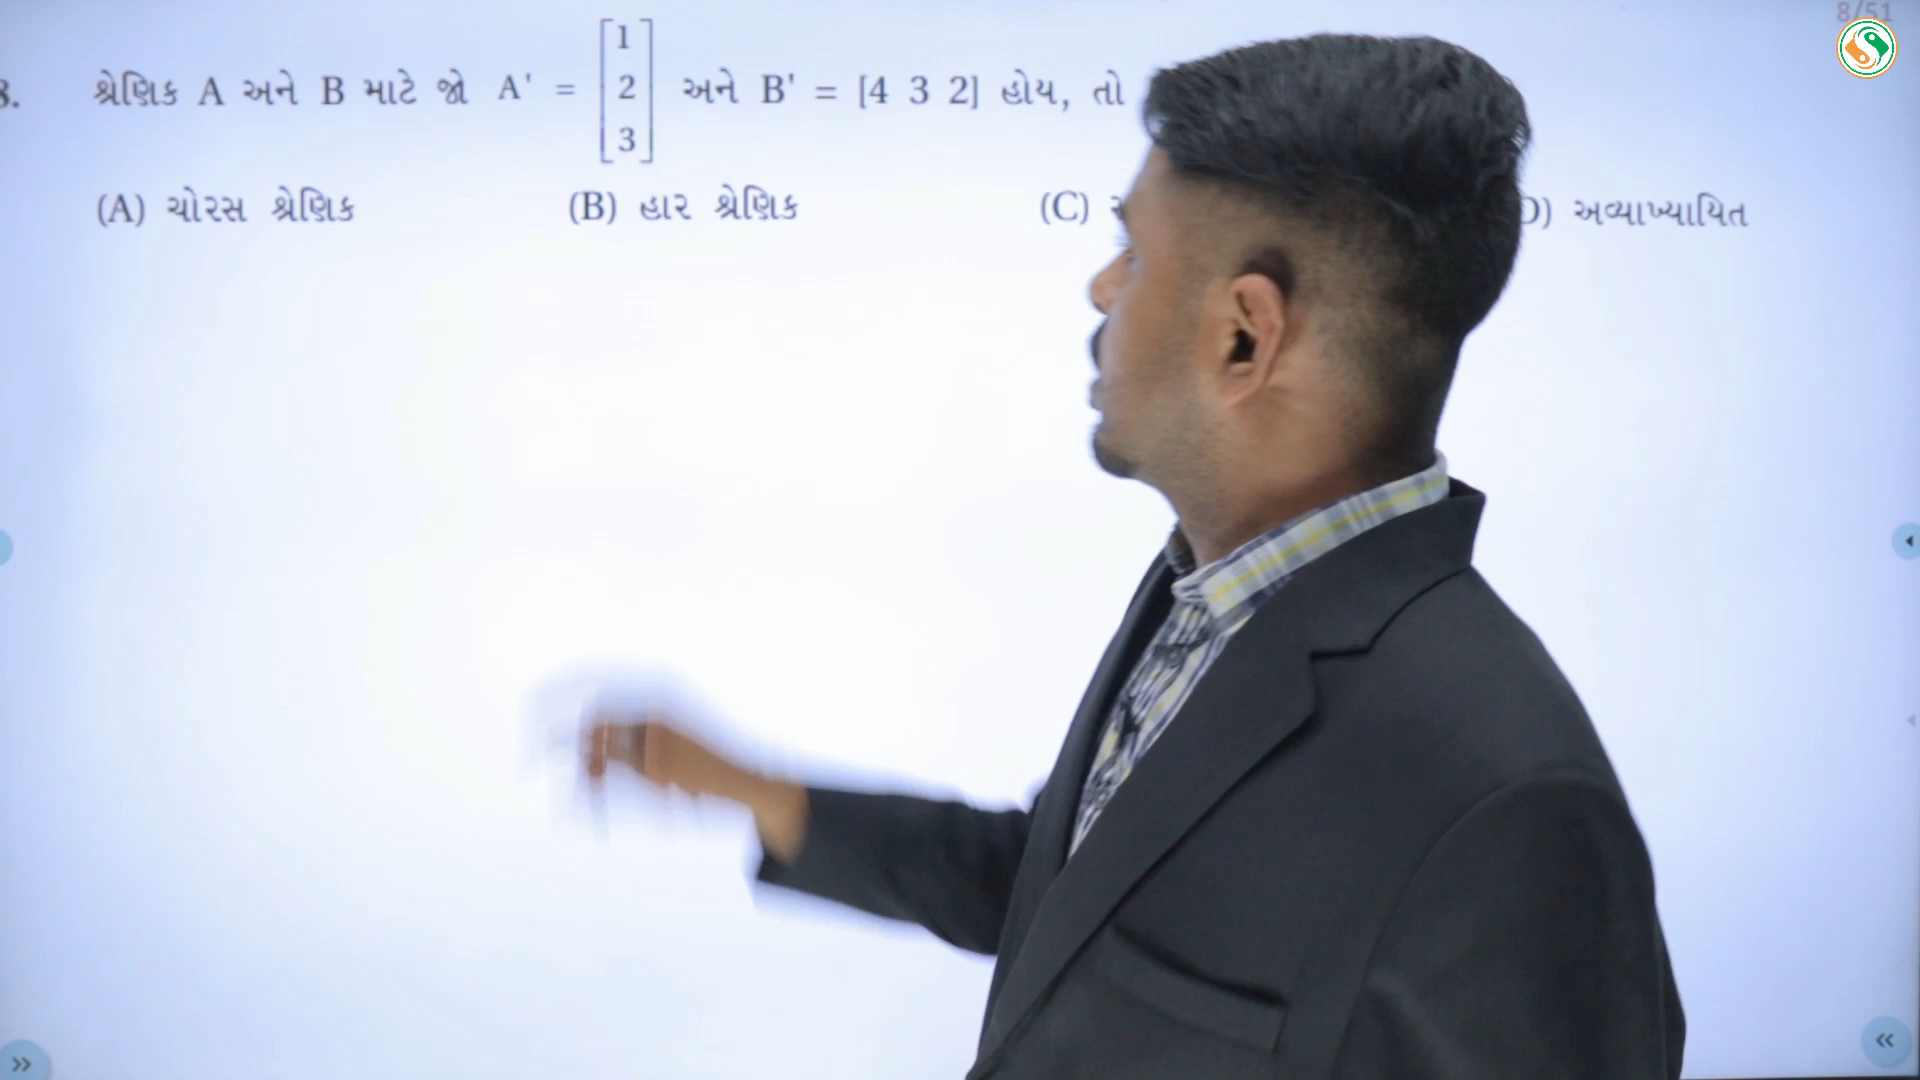 8/51
8. શ્રેણિક A અને B માટે જો A' = [1 2 3] અને B' = [4 3 2] હોય, તો
(A) ચોરસ શ્રેણિક (B) હાર શ્રેણિક (C) D) અવ્યાખ્યાયિત